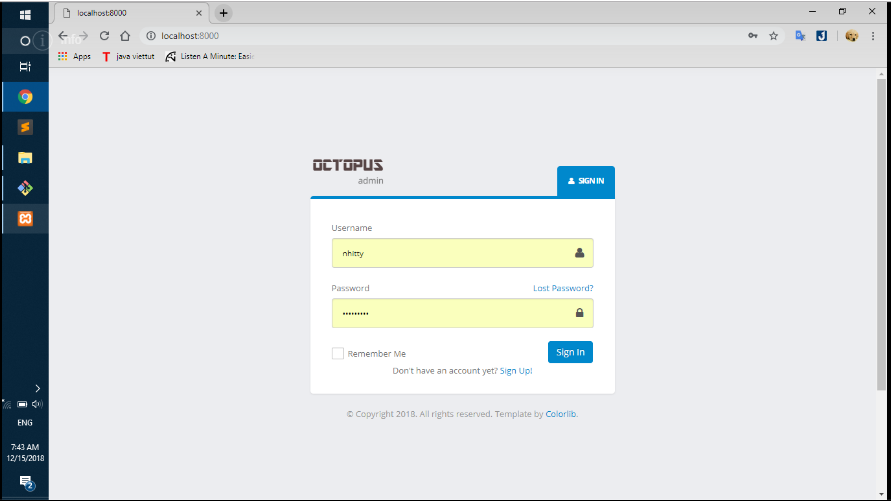 localhost:8000
localhost:8000
Apps
java viettut
Listen A Minute: Easie
OCTOPUS
admin
SIGN IN
Username
nhitty
Password
Lost Password?
•••••••••
Remember Me
Sign In
Don't have an account yet? Sign Up!
© Copyright 2018. All rights reserved. Template by Colorlib.
ENG
7:43 AM
12/15/2018
2